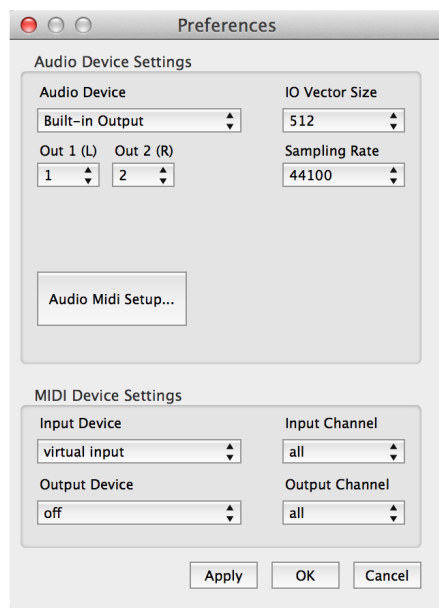 Preferences
Audio Device Settings
Audio Device IO Vector Size
Built-in Output 512
Out 1 (L) Out 2 (R) Sampling Rate
1 2 44100
Audio Midi Setup...
MIDI Device Settings
Input Device Input Channel
virtual input all
Output Device Output Channel
off all
Apply OK Cancel